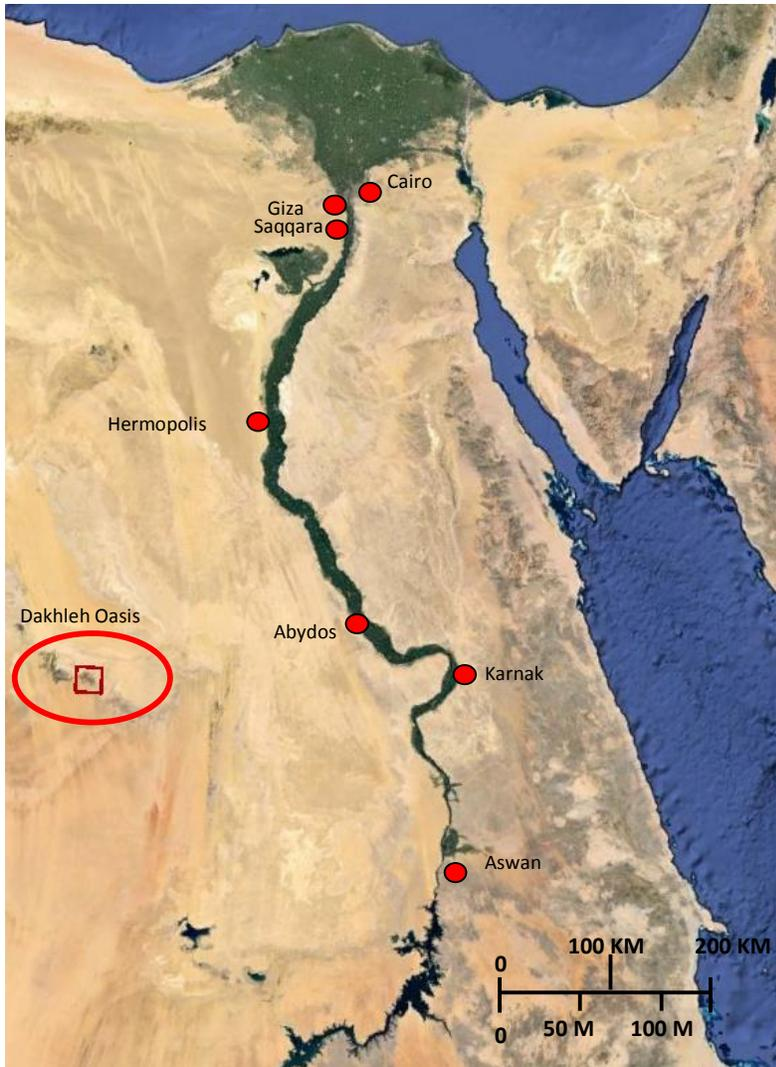 Cairo
Giza
Saqqara
Hermopolis
Dakhleh Oasis
Abydos
Karnak
Aswan
100 KM 200 KM
0
0 50 M 100 M